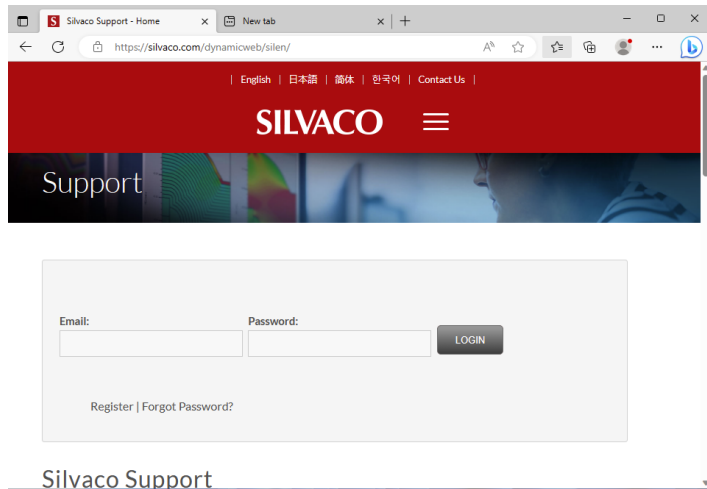 Silvaco Support - Home
New tab
https://silvaco.com/dynamicweb/silen/
| English | 日本語 | 简体 | 한국어 | Contact Us |
SILVACO
Support
Email:
Password:
LOGIN
Register | Forgot Password?
Silvaco Support